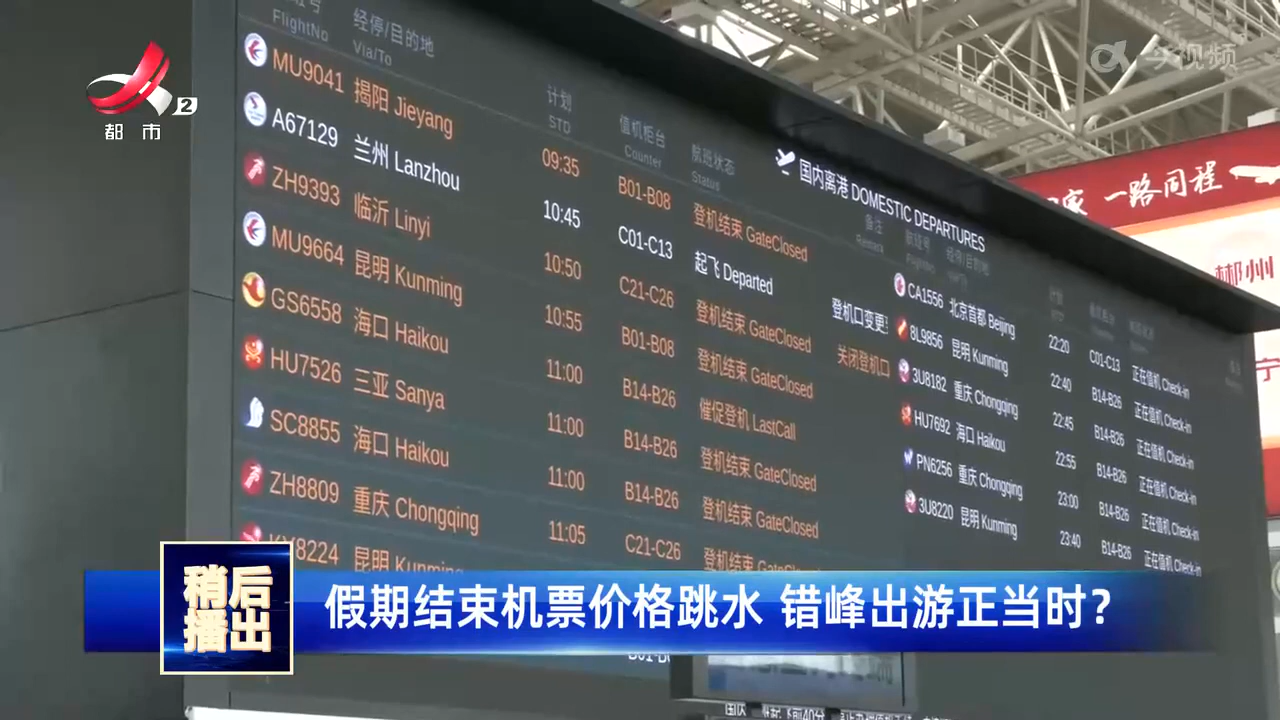 都市 2
今视频
FlightNo 经停/目的地 Via/To 计划 STD 值机柜台 Counter 航班状态 Status
国内离港 DOMESTIC DEPARTURES
MU9041 揭阳 Jieyang 09:35 B01-B08 登机结束 GateClosed
A67129 兰州 Lanzhou 10:45 C01-C13 起飞 Departed 登机口变更
ZH9393 临沂 Linyi 10:50 C21-C26 登机结束 GateClosed 关闭登机口
MU9664 昆明 Kunming 10:55 B01-B08 登机结束 GateClosed
GS6558 海口 Haikou 11:00 B14-B26 催促登机 LastCall
HU7526 三亚 Sanya 11:00 B14-B26 登机结束 GateClosed
SC8855 海口 Haikou 11:00 B14-B26 登机结束 GateClosed
ZH8809 重庆 Chongqing 11:05 C21-C26 登机结束 GateClosed
8224 昆明 Kunming
备注
CA1556 北京首都 Beijing 22:20 C01-C13 正在值机 Check-in
8L9856 昆明 Kunming 22:40 B14-B26 正在值机 Check-in
3U8182 重庆 Chongqing 22:45 B14-B26 正在值机 Check-in
HU7692 海口 Haikou 22:55 B14-B26 正在值机 Check-in
PN6256 重庆 Chongqing 23:00 B14-B26 正在值机 Check-in
3U8220 昆明 Kunming 23:40 B14-B26 正在值机 Check-in
一路同程
郴州
稍后播出
假期结束机票价格跳水 错峰出游正当时？